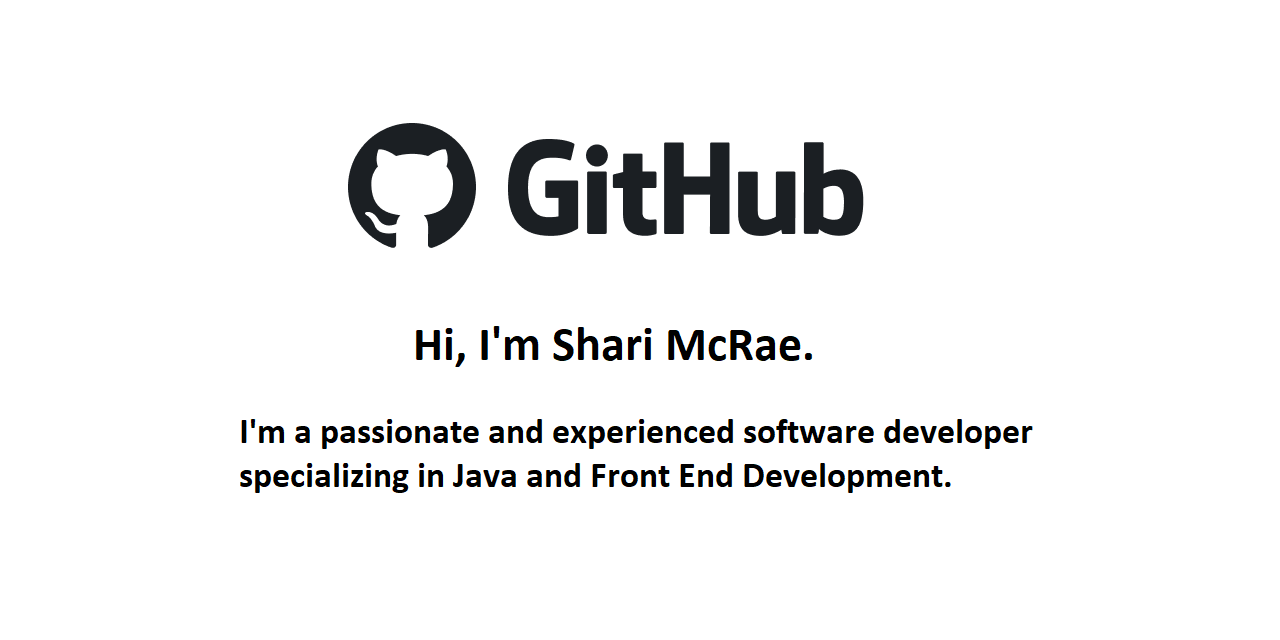 GitHub
Hi, I'm Shari McRae.
I'm a passionate and experienced software developer
specializing in Java and Front End Development.